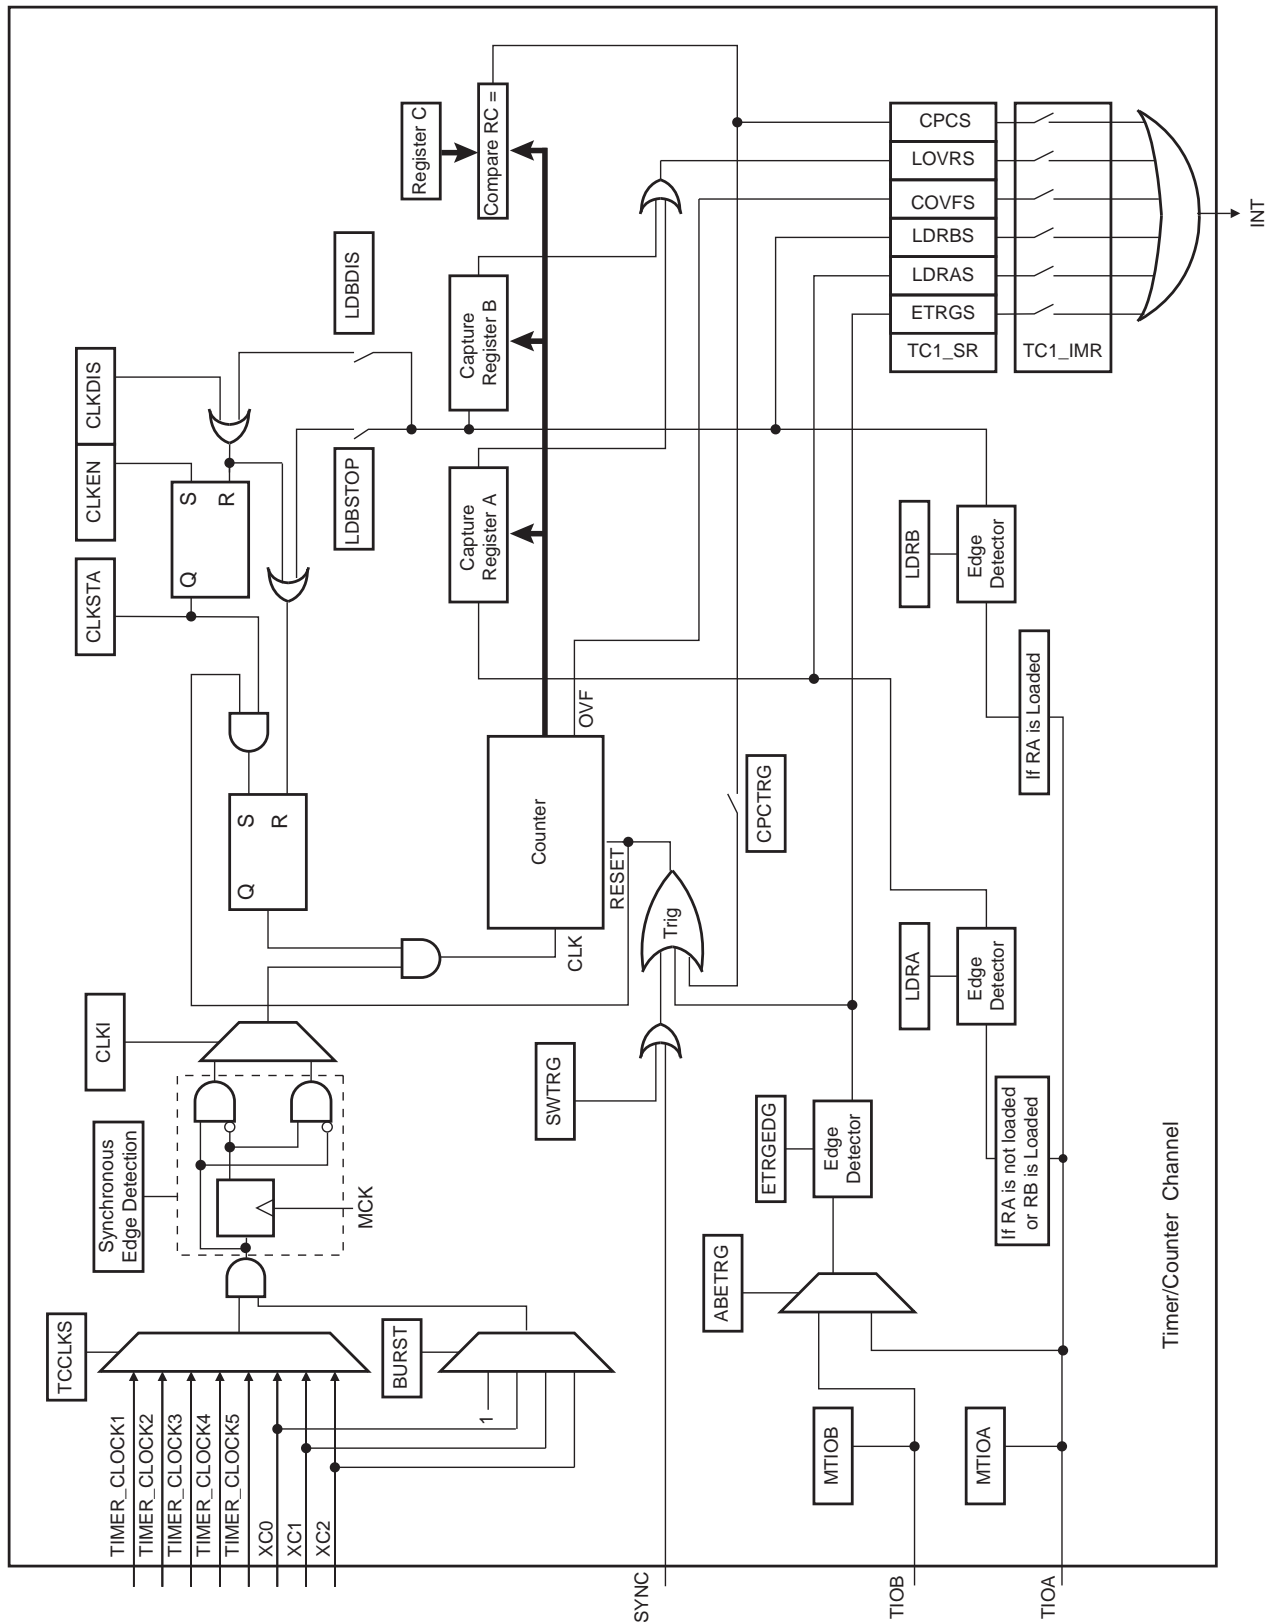 TCCLKS
TIMER_CLOCK1
TIMER_CLOCK2
TIMER_CLOCK3
TIMER_CLOCK4
TIMER_CLOCK5
XC0
XC1
XC2
BURST
1
Synchronous
Edge Detection
MCK
CLKI
CLKSTA
CLKEN
CLKDIS
Q
S
R
Q
S
R
LDBSTOP
LDBDIS
SYNC
SWTRG
Trig
CLK
RESET
Counter
OVF
Capture
Register A
Capture
Register B
Register C
Compare RC =
CPCTRG
MTIOB
TIOB
MTIOA
TIOA
ABETRG
ETRGEDG
Edge
Detector
If RA is not loaded
or RB is Loaded
LDRA
Edge
Detector
If RA is Loaded
LDRB
Edge
Detector
CPCS
LOVRS
COVFS
LDRBS
LDRAS
ETRGS
TC1_SR
TC1_IMR
INT
Timer/Counter Channel